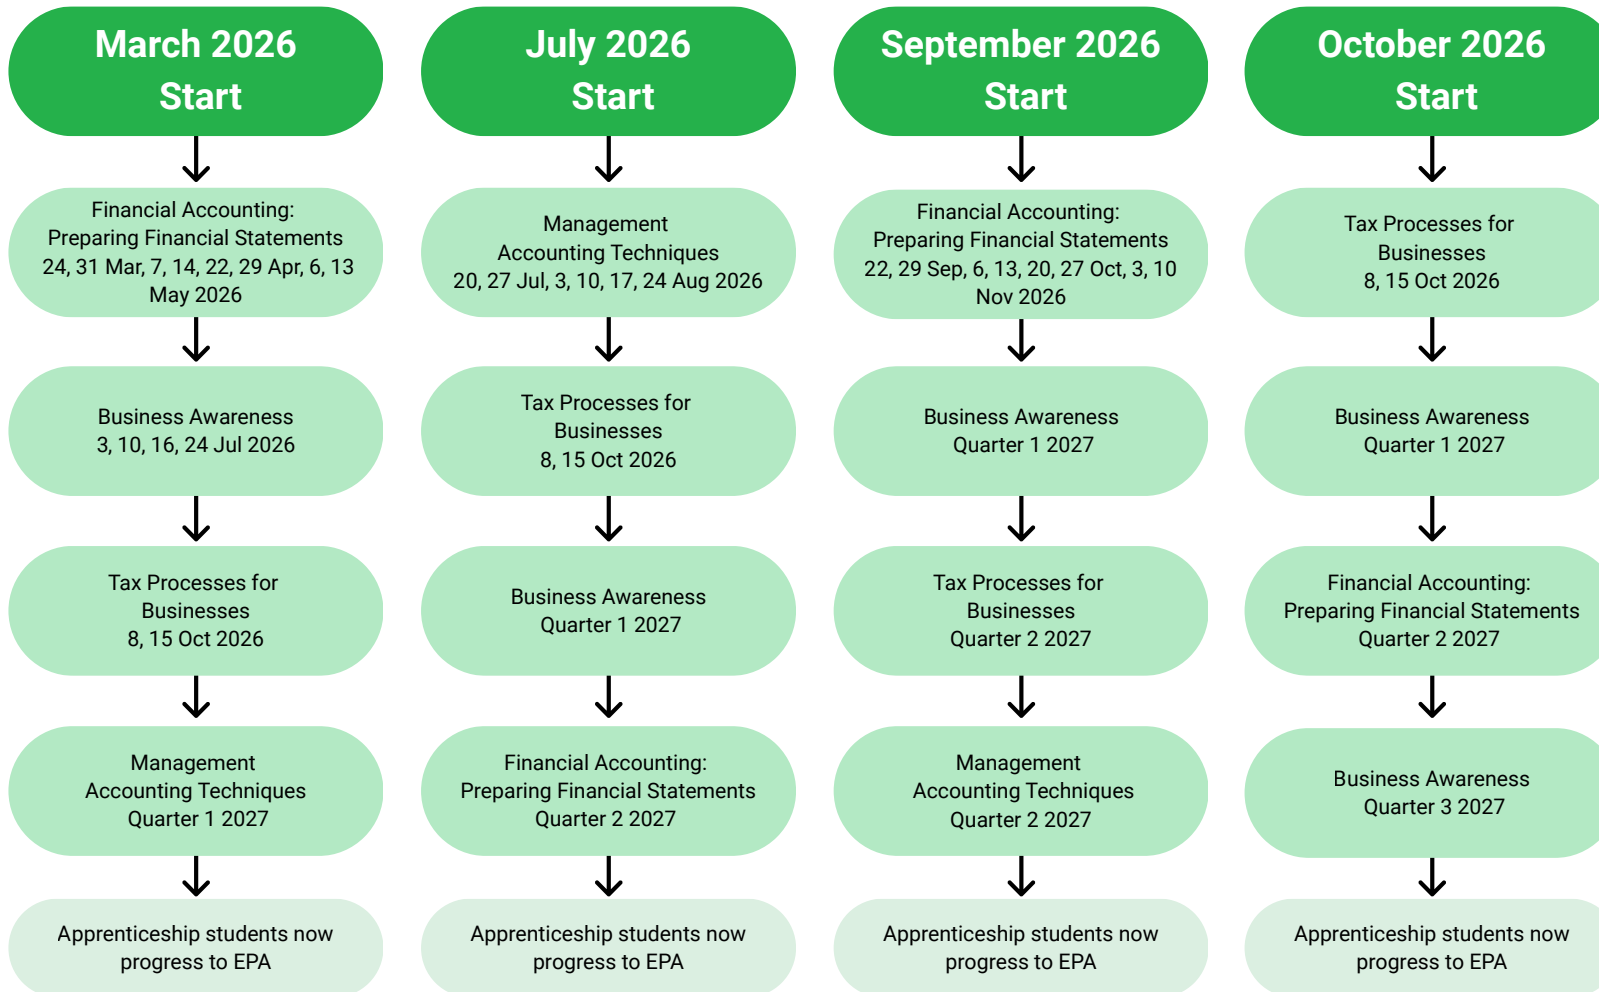 March 2026
Start
Financial Accounting:
Preparing Financial Statements
24, 31 Mar, 7, 14, 22, 29 Apr, 6, 13
May 2026
Business Awareness
3, 10, 16, 24 Jul 2026
Tax Processes for
Businesses
8, 15 Oct 2026
Management
Accounting Techniques
Quarter 1 2027
Apprenticeship students now
progress to EPA
July 2026
Start
Management
Accounting Techniques
20, 27 Jul, 3, 10, 17, 24 Aug 2026
Tax Processes for
Businesses
8, 15 Oct 2026
Business Awareness
Quarter 1 2027
Financial Accounting:
Preparing Financial Statements
Quarter 2 2027
Apprenticeship students now
progress to EPA
September 2026
Start
Financial Accounting:
Preparing Financial Statements
22, 29 Sep, 6, 13, 20, 27 Oct, 3, 10
Nov 2026
Business Awareness
Quarter 1 2027
Tax Processes for
Businesses
Quarter 2 2027
Management
Accounting Techniques
Quarter 2 2027
Apprenticeship students now
progress to EPA
October 2026
Start
Tax Processes for
Businesses
8, 15 Oct 2026
Business Awareness
Quarter 1 2027
Financial Accounting:
Preparing Financial Statements
Quarter 2 2027
Business Awareness
Quarter 3 2027
Apprenticeship students now
progress to EPA